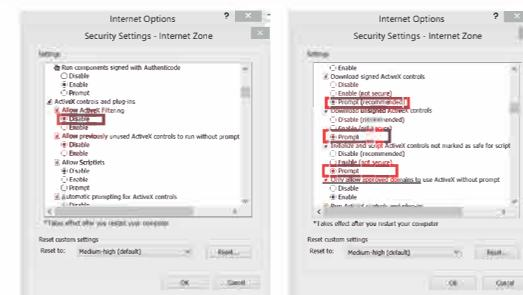 Internet Options
?
Security Settings - Internet Zone
Settings
Run components signed with Authenticode
Disable
Enable
Prompt
ActiveX controls and plug-ins
Allow ActiveX Filtering
Disable
Enable
Allow previously unused ActiveX controls to run without prompt
Disable
Enable
Allow Scriptlets
Disable
Enable
Prompt
Automatic prompting for ActiveX controls
Disable
*Takes effect after you restart your computer
Reset custom settings
Reset to: Medium-high (default) Reset...
OK Cancel
Internet Options
?
Security Settings - Internet Zone
Settings
Enable
Download signed ActiveX controls
Disable
Enable (not secure)
Prompt (recommended)
Download unsigned ActiveX controls
Disable (recommended)
Enable (not secure)
Prompt
Initialize and script ActiveX controls not marked as safe for script
Disable (recommended)
Enable (not secure)
Prompt
Only allow approved domains to use ActiveX without prompt
Disable
Enable
Run ActiveX controls and plug-ins
*Takes effect after you restart your computer
Reset custom settings
Reset to: Medium-high (default) Reset...
OK Cancel